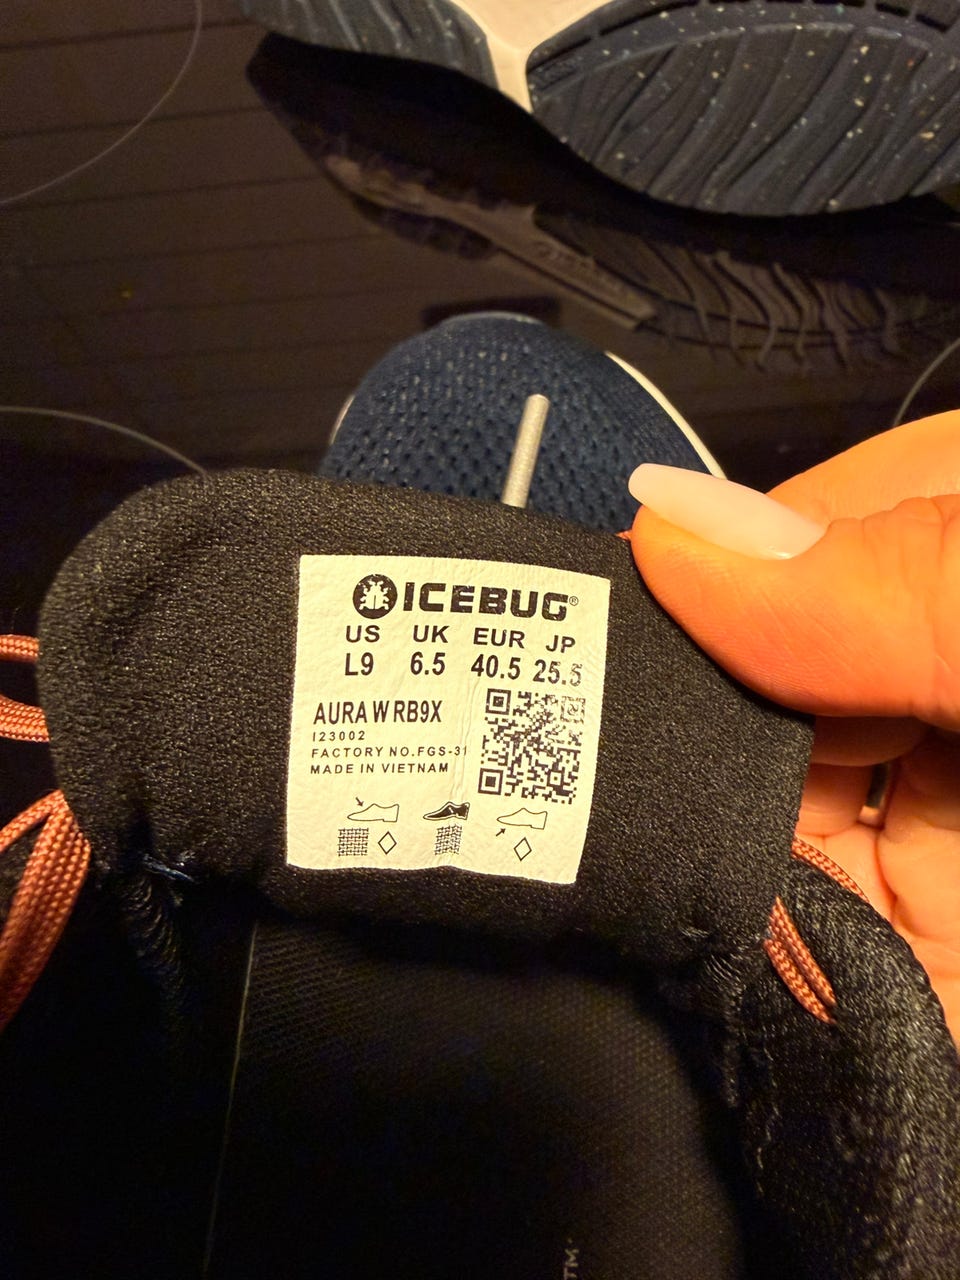 ICEBUG®
US UK EUR JP
L9 6.5 40.5 25.5
AURA W RB9X
I23002
FACTORY NO.FGS-31
MADE IN VIETNAM
TM